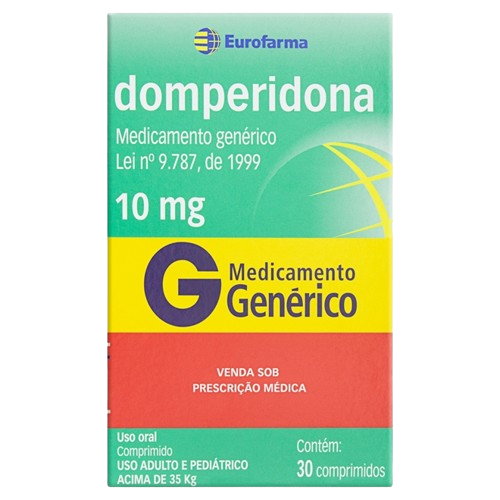 Eurofarma
domperidona
Medicamento genérico
Lei nº 9.787, de 1999
10 mg
G Medicamento
Genérico
VENDA SOB
PRESCRIÇÃO MÉDICA
Uso oral
Comprimido
USO ADULTO E PEDIÁTRICO
ACIMA DE 35 Kg
Contém:
30 comprimidos